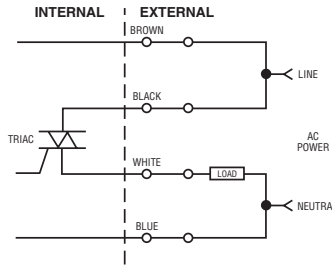 INTERNAL EXTERNAL
BROWN
LINE
BLACK
TRIAC
AC
POWER
WHITE
LOAD
NEUTRA
BLUE